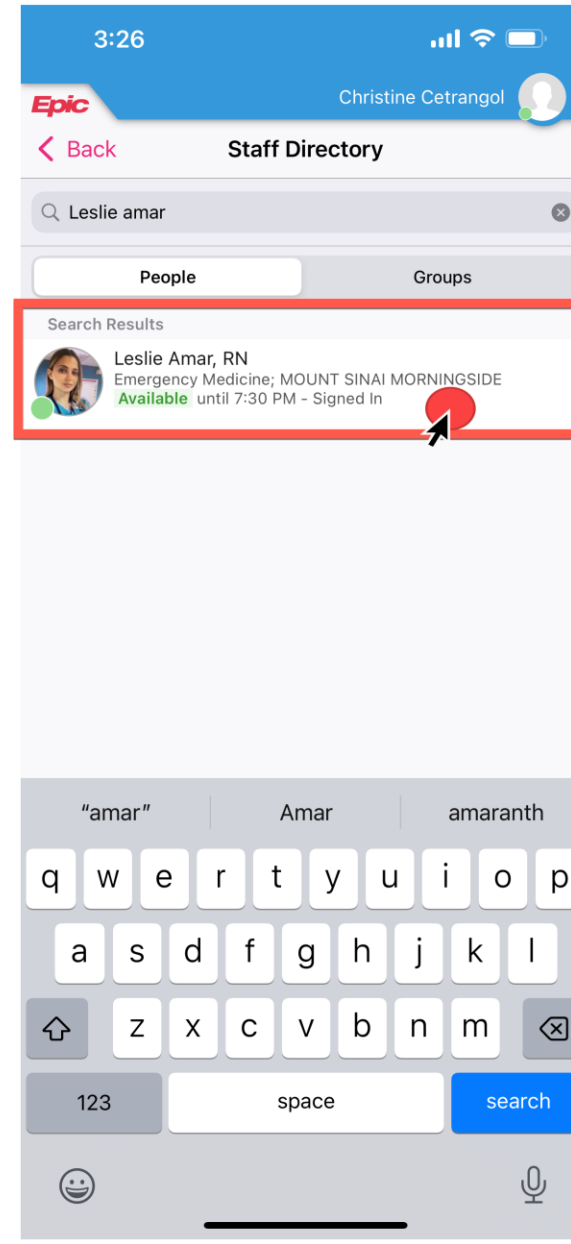 3:26
Epic
Christine Cetrangol
Back
Staff Directory
Leslie amar
People
Groups
Search Results
Leslie Amar, RN
Emergency Medicine; MOUNT SINAI MORNINGSIDE
Available until 7:30 PM - Signed In
“amar” Amar amaranth
q w e r t y u i o p
a s d f g h j k l
z x c v b n m
123 space search